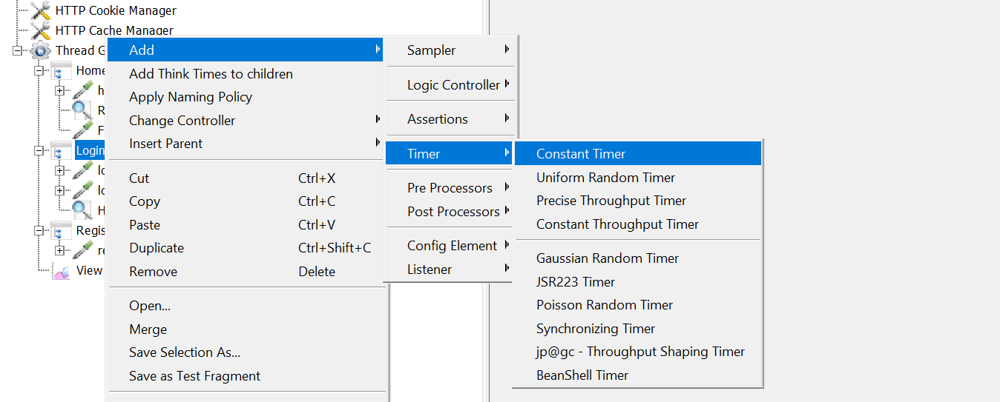 HTTP Cookie Manager
HTTP Cache Manager
Thread G
Home
h
R
F
Login
lo
lo
H
Regis
re
View
Add
Add Think Times to children
Apply Naming Policy
Change Controller
Insert Parent
Cut Ctrl+X
Copy Ctrl+C
Paste Ctrl+V
Duplicate Ctrl+Shift+C
Remove Delete
Open...
Merge
Save Selection As...
Save as Test Fragment
Sampler
Logic Controller
Assertions
Timer
Pre Processors
Post Processors
Config Element
Listener
Constant Timer
Uniform Random Timer
Precise Throughput Timer
Constant Throughput Timer
Gaussian Random Timer
JSR223 Timer
Poisson Random Timer
Synchronizing Timer
jp@gc - Throughput Shaping Timer
BeanShell Timer